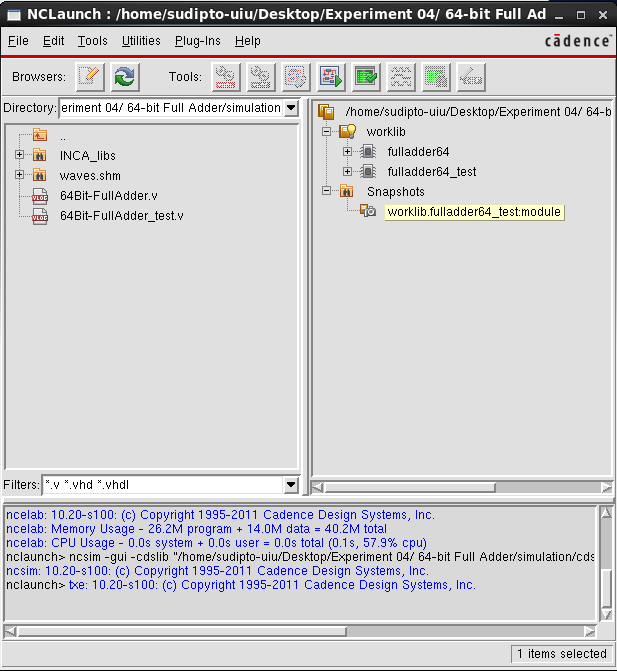 NCLaunch : /home/sudipto-uiu/Desktop/Experiment 04/ 64-bit Full Ad
File Edit Tools Utilities Plug-Ins Help
cādence
Browsers: Tools:
Directory: eriment 04/ 64-bit Full Adder/simulation
..
INCA_libs
waves.shm
64Bit-FullAdder.v
64Bit-FullAdder_test.v
Filters: *.v *.vhd *.vhdl
/home/sudipto-uiu/Desktop/Experiment 04/ 64-b
worklib
fulladder64
fulladder64_test
Snapshots
worklib.fulladder64_test:module
ncelab: 10.20-s100: (c) Copyright 1995-2011 Cadence Design Systems, Inc.
ncelab: Memory Usage - 26.2M program + 14.0M data = 40.2M total
ncelab: CPU Usage - 0.0s system + 0.0s user = 0.0s total (0.1s, 57.9% cpu)
nclaunch> ncsim -gui -cdslib "/home/sudipto-uiu/Desktop/Experiment 04/ 64-bit Full Adder/simulation/cds
ncsim: 10.20-s100: (c) Copyright 1995-2011 Cadence Design Systems, Inc.
nclaunch> txe: 10.20-s100: (c) Copyright 1995-2011 Cadence Design Systems, Inc.
1 items selected